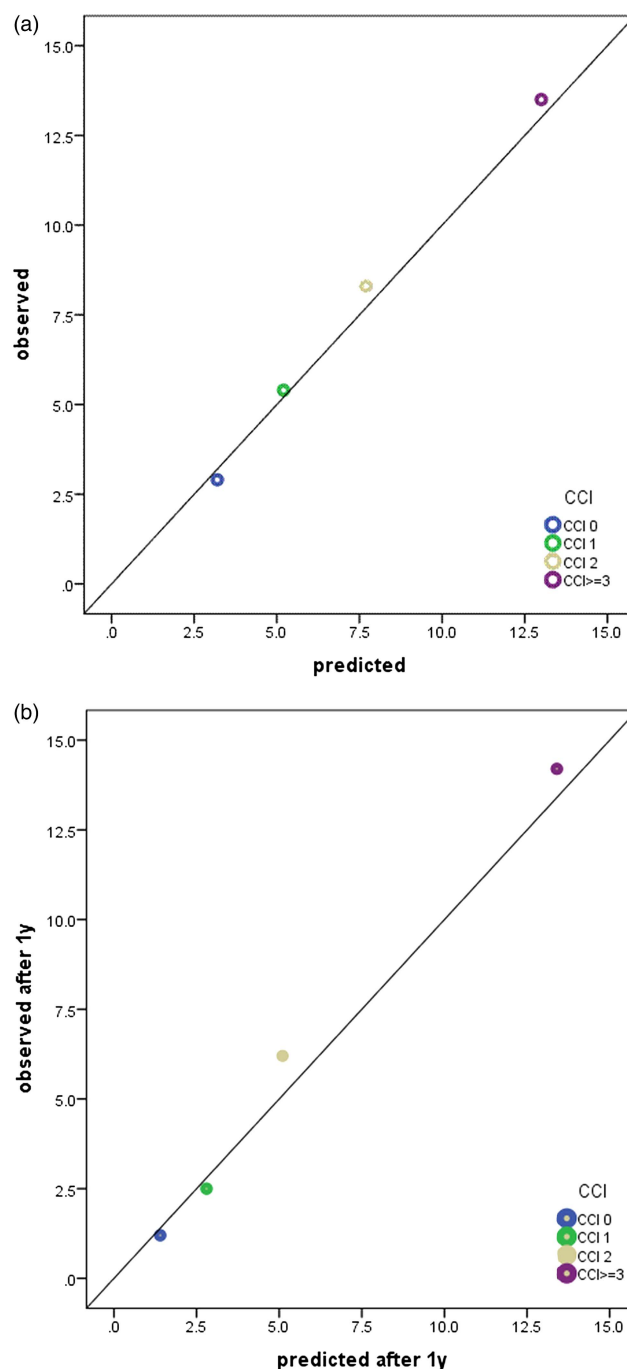 (a)
15.0
12.5
10.0
7.5
5.0
2.5
.0
observed
CCI
CCI 0
CCI 1
CCI 2
CCI>=3
.0 2.5 5.0 7.5 10.0 12.5 15.0
predicted
(b)
15.0
12.5
10.0
7.5
5.0
2.5
.0
observed after 1y
CCI
CCI 0
CCI 1
CCI 2
CCI>=3
.0 2.5 5.0 7.5 10.0 12.5 15.0
predicted after 1y